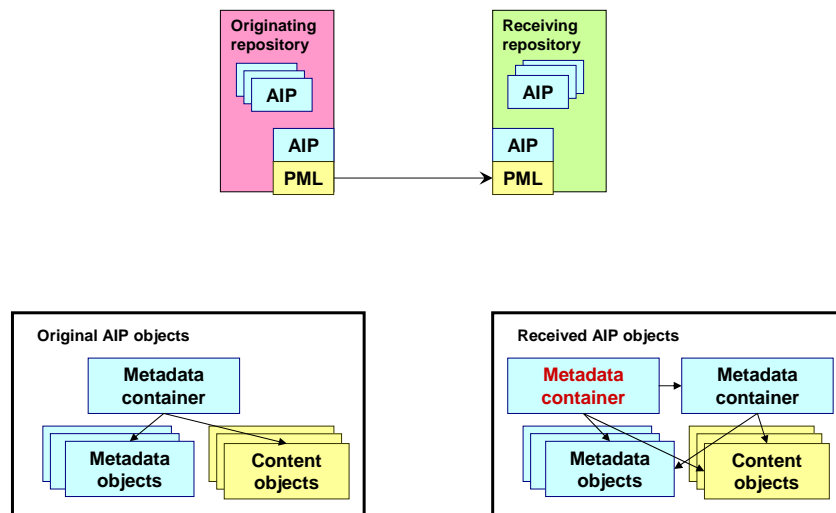 Originating
repository
AIP
AIP
PML
Receiving
repository
AIP
AIP
PML
Original AIP objects
Metadata
container
Metadata
objects
Content
objects
Received AIP objects
Metadata
container
Metadata
container
Metadata
objects
Content
objects